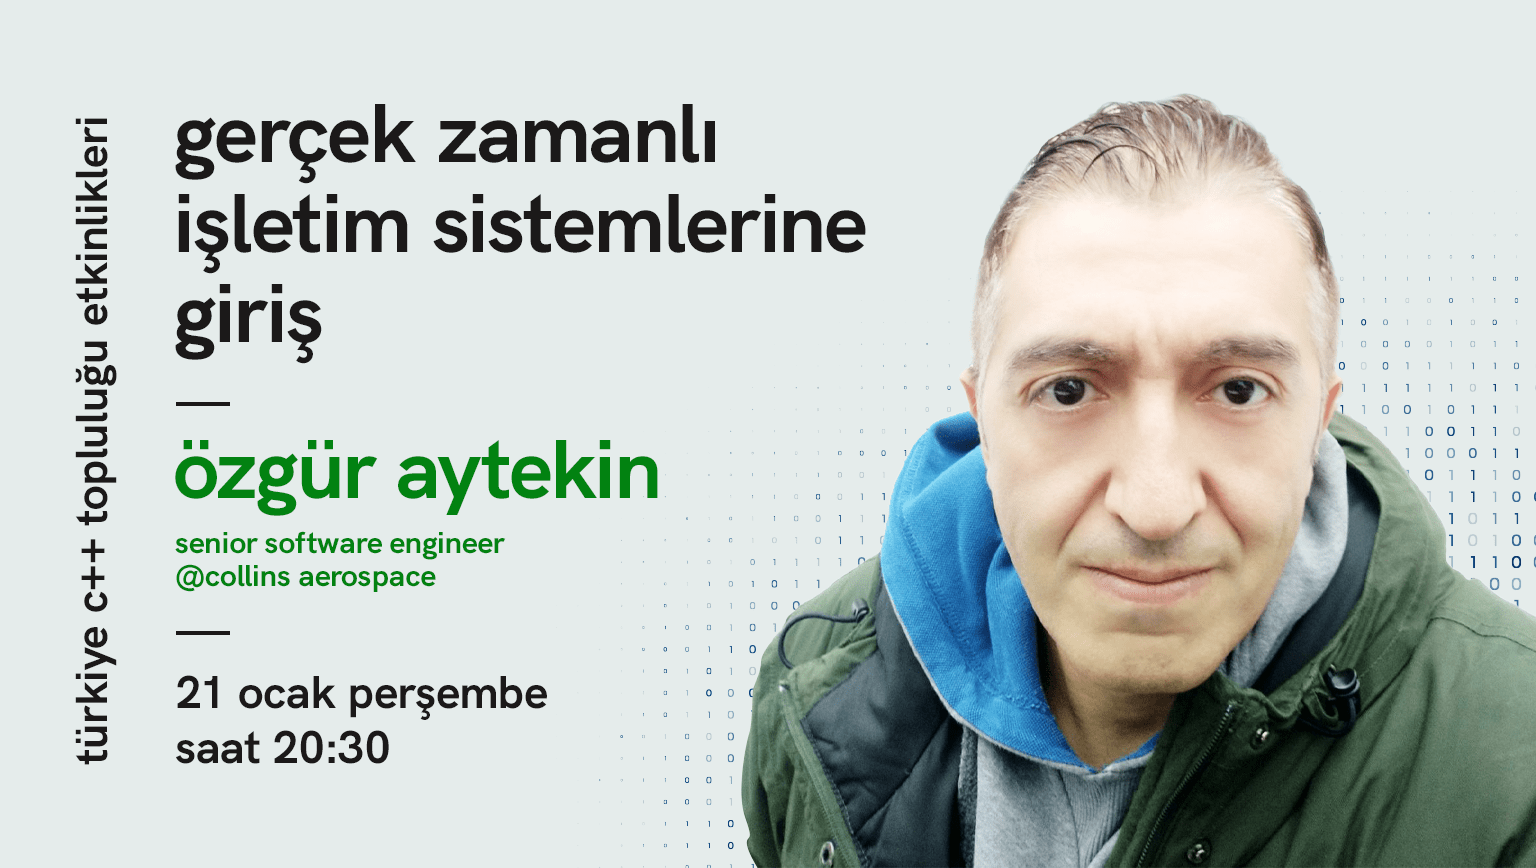 türkiye c++ topluluğu etkinlikleri
gerçek zamanlı
işletim sistemlerine
giriş
özgür aytekin
senior software engineer
@collins aerospace
21 ocak perşembe
saat 20:30